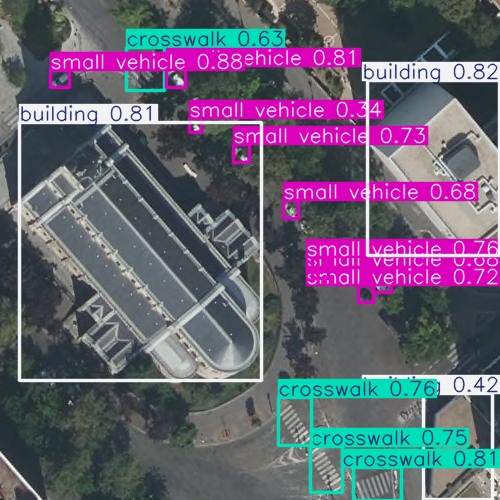 crosswalk 0.63
small vehicle 0.88
vehicle 0.81
building 0.82
building 0.81
small vehicle 0.34
small vehicle 0.73
small vehicle 0.68
small vehicle 0.76
small vehicle 0.72
0.42
crosswalk 0.76
crosswalk 0.75
crosswalk 0.81